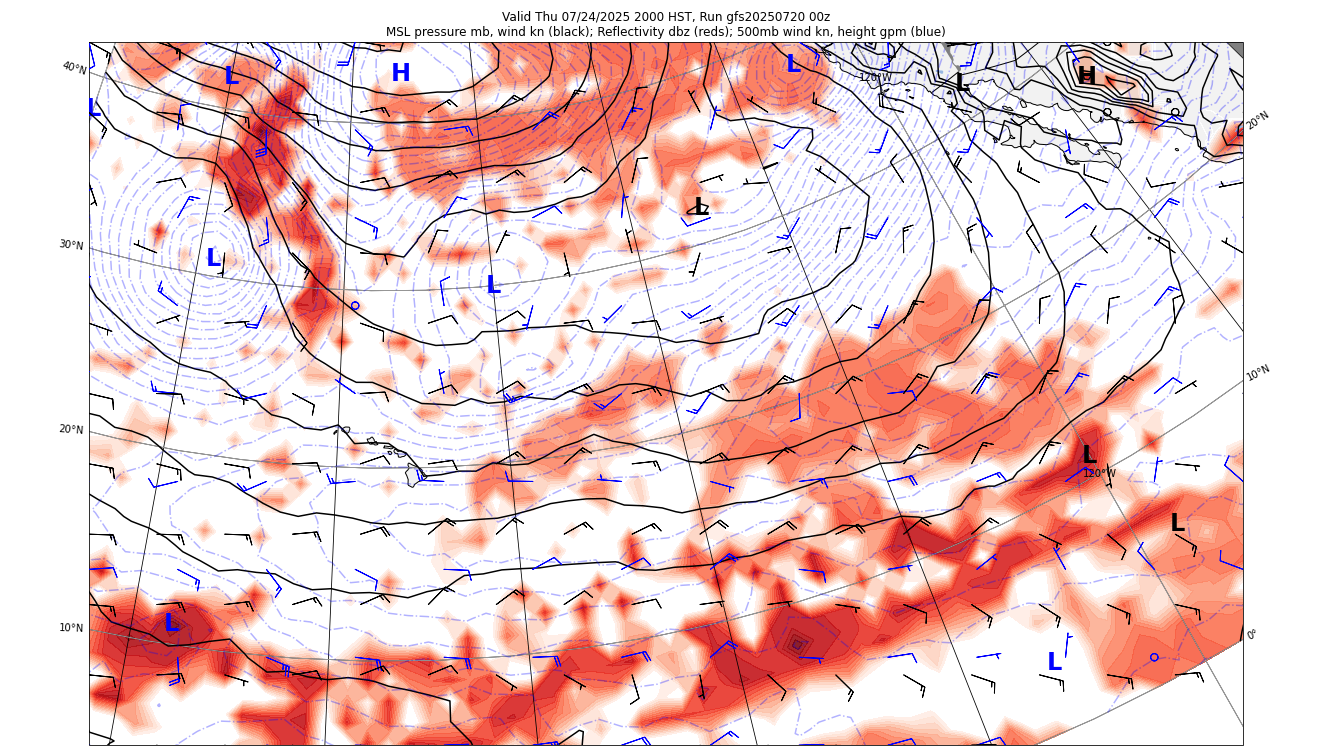 Valid Thu 07/24/2025 2000 HST, Run gfs20250720 00z
MSL pressure mb, wind kn (black); Reflectivity dbz (reds); 500mb wind kn, height gpm (blue)
40°N
L
H
L
120°W
L
H
L
20°N
L
30°N
L
L
10°N
20°N
L
120°W
L
10°N
L
0°
L